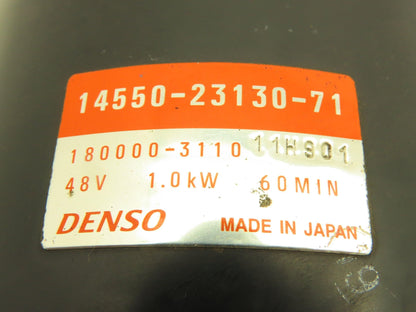 14550-23130-71
180000-3110 11H901
48V 1.0kW 60MIN
DENSO MADE IN JAPAN